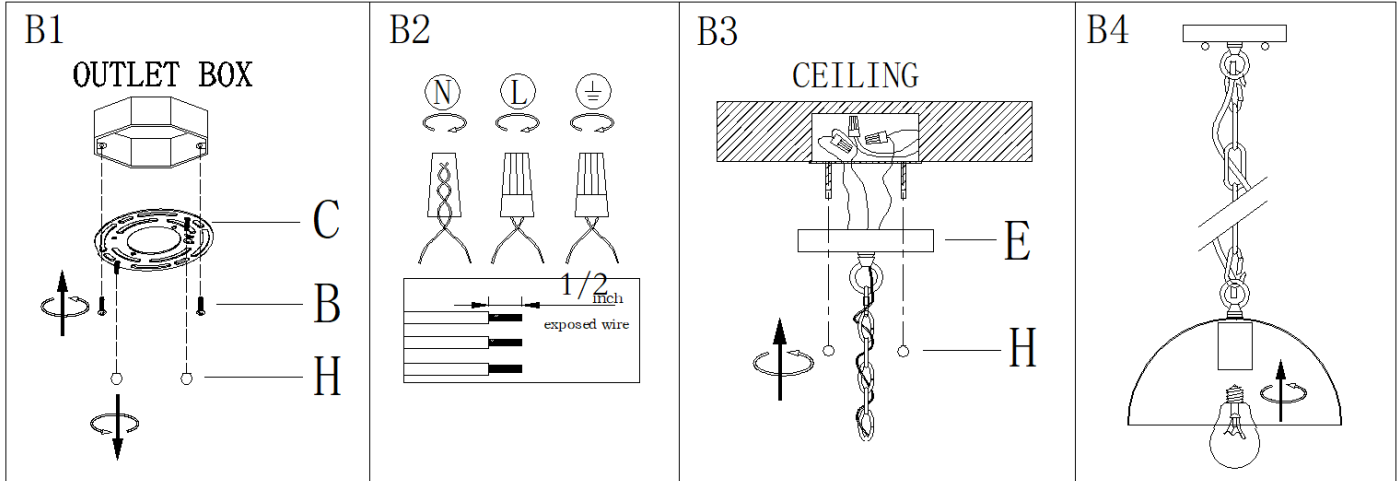 B1
OUTLET BOX
C
B
H
B2
N
L
1/2 inch
exposed wire
B3
CEILING
E
H
B4